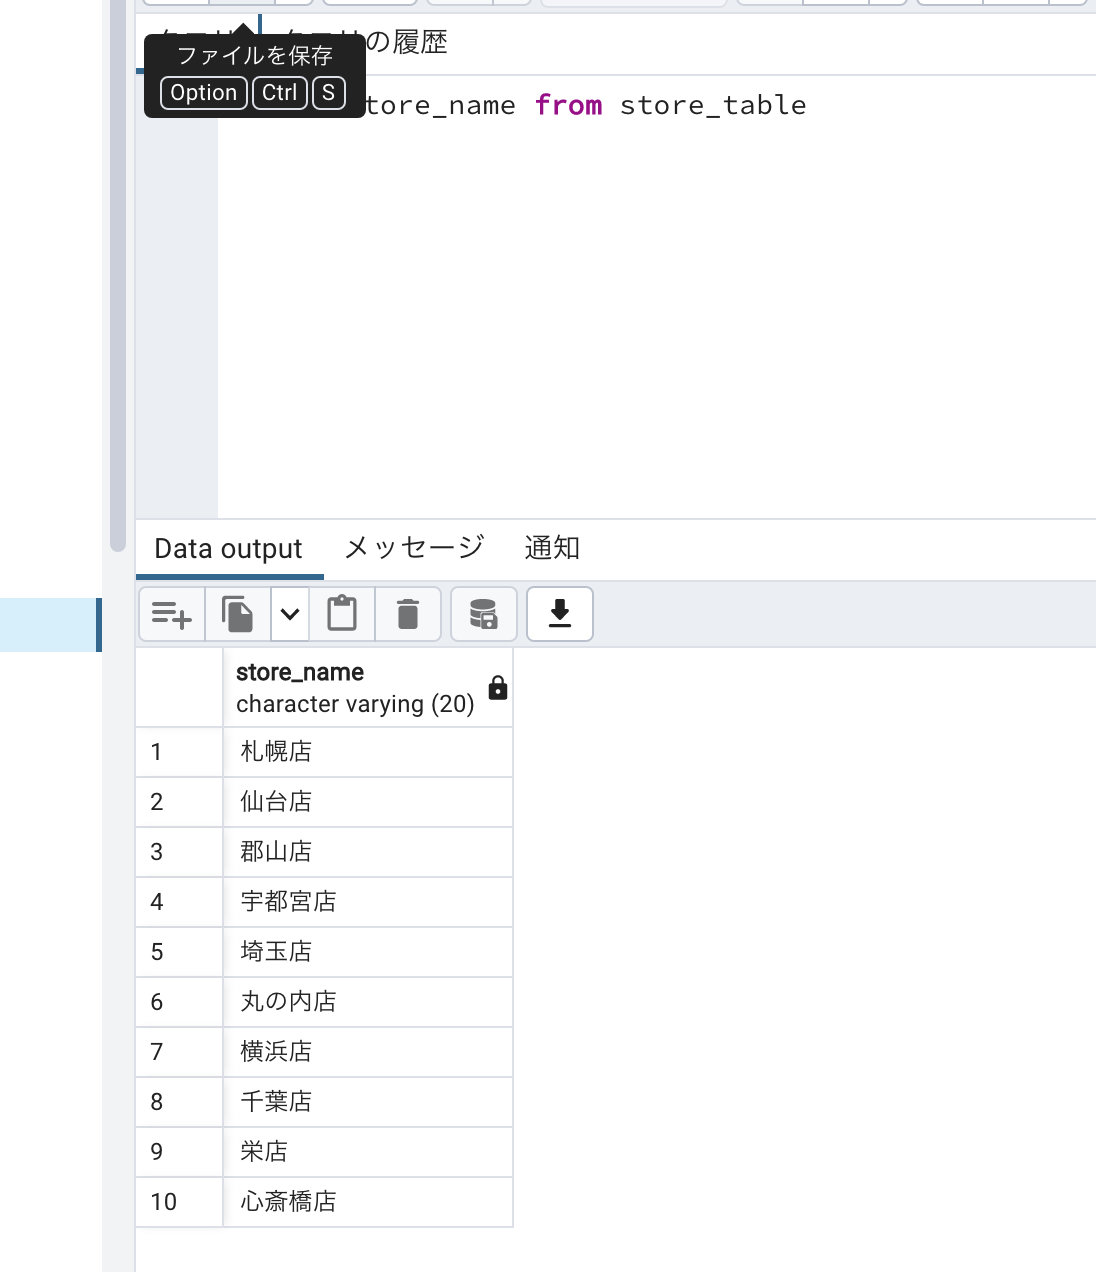 の履歴
ファイルを保存
Option Ctrl S
tore_name from store_table
Data output メッセージ 通知
store_name
character varying (20)
1 札幌店
2 仙台店
3 郡山店
4 宇都宮店
5 埼玉店
6 丸の内店
7 横浜店
8 千葉店
9 栄店
10 心斎橋店